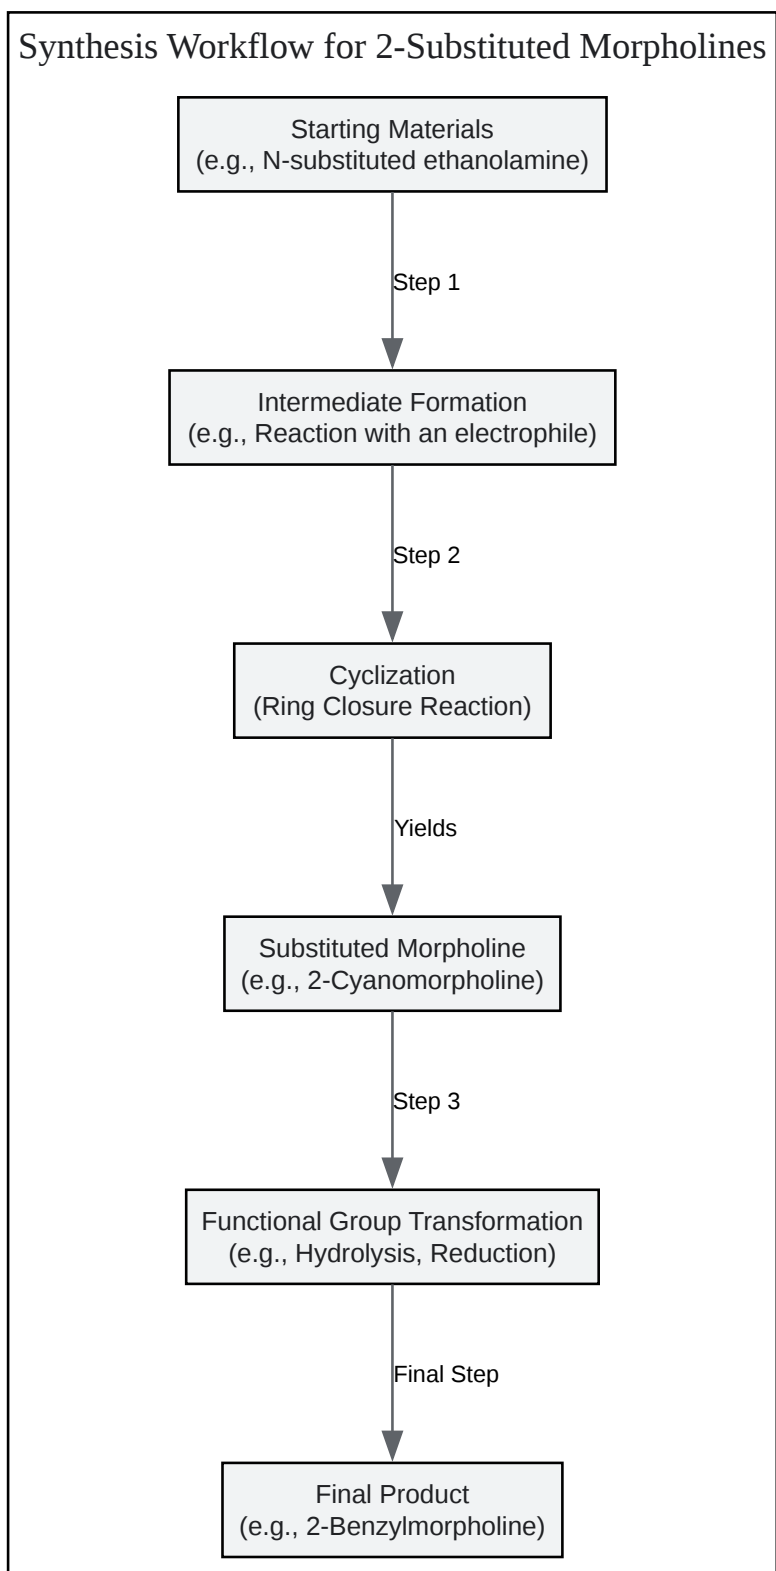 Synthesis Workflow for 2-Substituted Morpholines
Starting Materials
(e.g., N-substituted ethanolamine)
Step 1
Intermediate Formation
(e.g., Reaction with an electrophile)
Step 2
Cyclization
(Ring Closure Reaction)
Yields
Substituted Morpholine
(e.g., 2-Cyanomorpholine)
Step 3
Functional Group Transformation
(e.g., Hydrolysis, Reduction)
Final Step
Final Product
(e.g., 2-Benzylmorpholine)